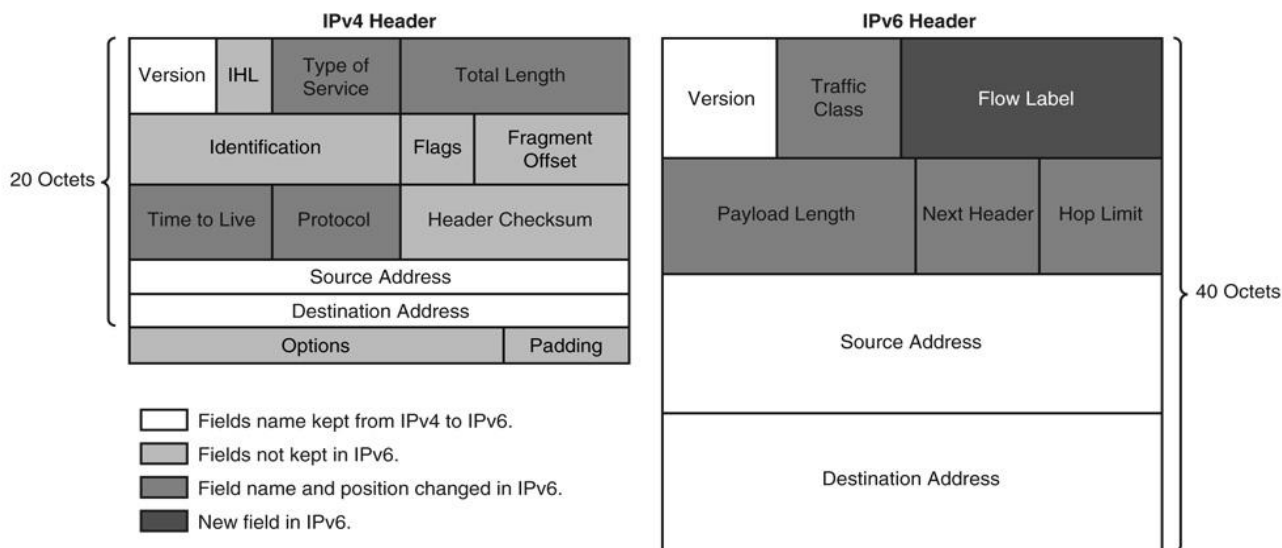 IPv4 Header
Version
IHL
Type of
Service
Total Length
Identification
Flags
Fragment
Offset
20 Octets
Time to Live
Protocol
Header Checksum
Source Address
Destination Address
Options
Padding
Fields name kept from IPv4 to IPv6.
Fields not kept in IPv6.
Field name and position changed in IPv6.
New field in IPv6.
IPv6 Header
Version
Traffic
Class
Flow Label
Payload Length
Next Header
Hop Limit
Source Address
40 Octets
Destination Address